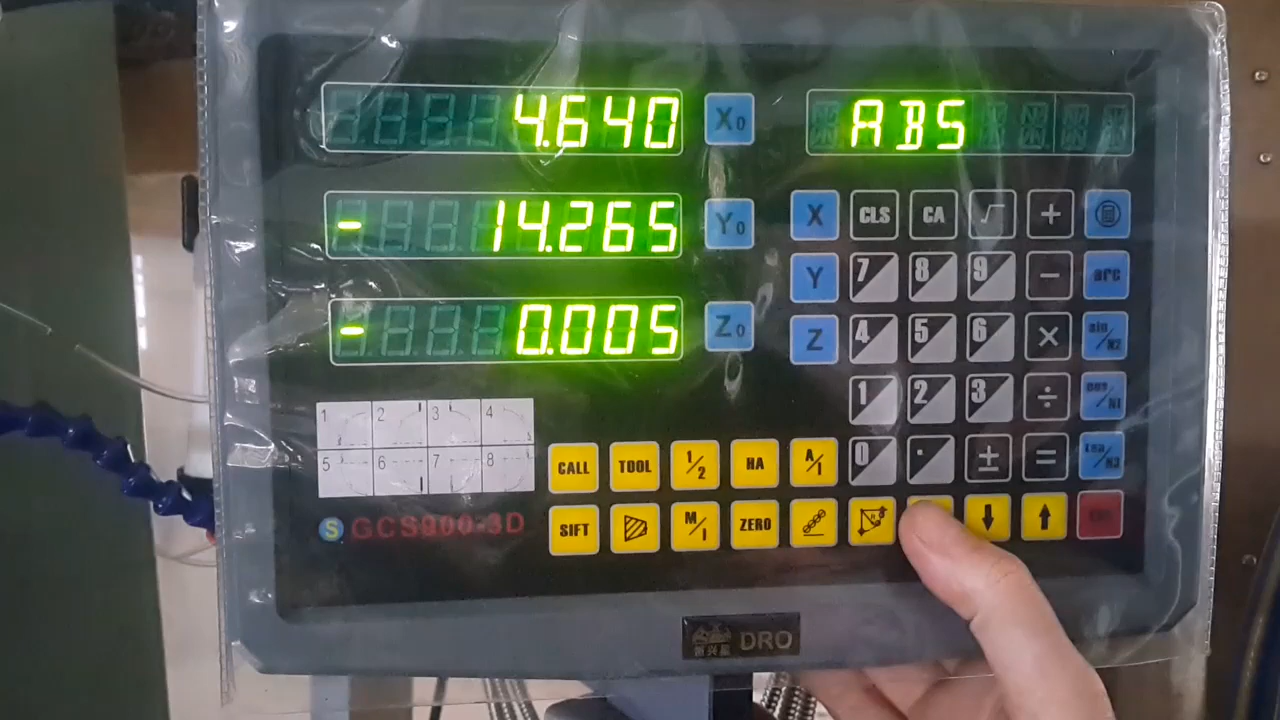 4.640 X0 ABS
- 14.265 Y0 X CLS CA √ +
Y 7 8 9 − arc
- 0.005 Z0 Z 4 5 6 ×
1 2 3 ÷
1 2 3 4
5 6 7 8
CALL TOOL 1/2 HA A/I 0 . ± =
SIFT M/I ZERO ↓ ↑
S GCS900-3D
DRO